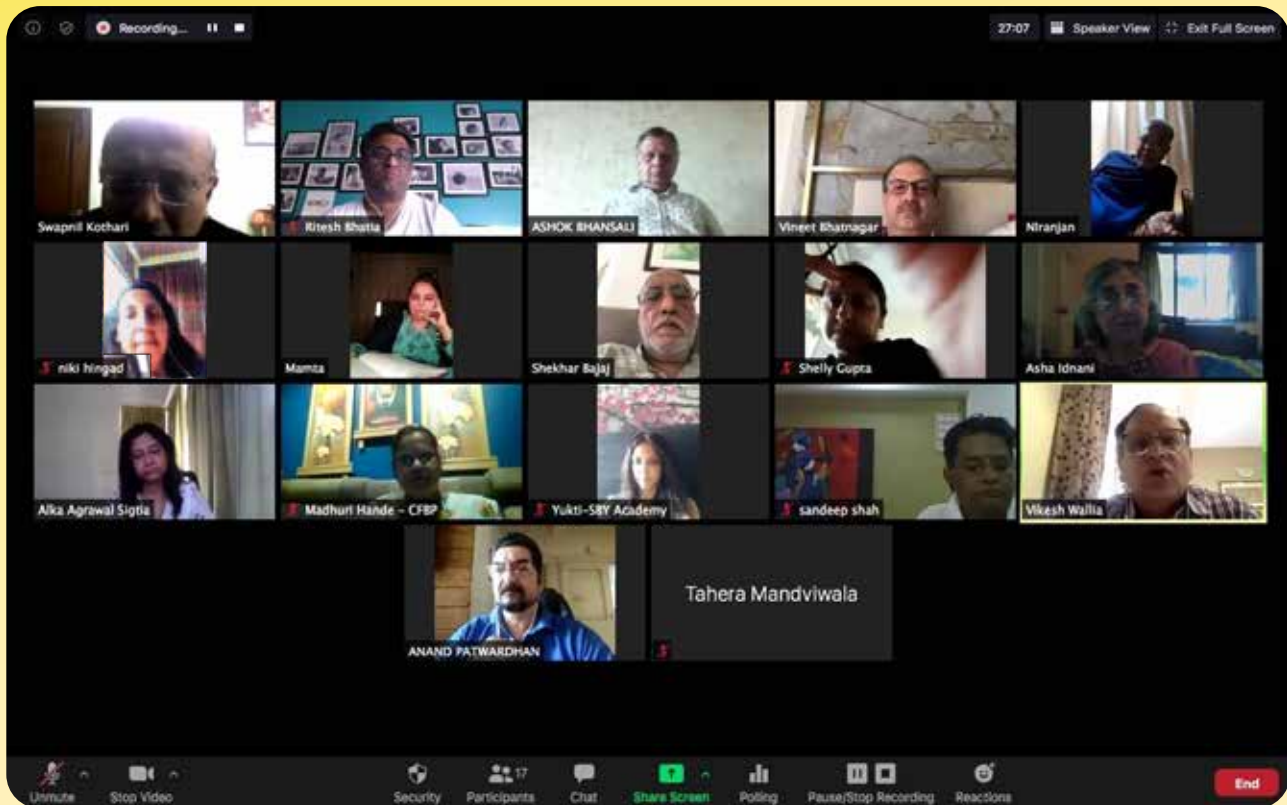 Recording...
27:07
Speaker View
Exit Full Screen
Swapnil Kothari
Ritesh Bhatia
ASHOK BHANSALI
Vineet Bhatnagar
Niranjan
niki hingad
Mamta
Shekhar Bajaj
Shelly Gupta
Asha Idnani
Alka Agrawal Sigtia
Madhuri Hande - CFBP
Yukti-SBY Academy
sandeep shah
Vikesh Wallia
ANAND PATWARDHAN
Tahera Mandviwala
Unmute
Stop Video
Security
Participants
17
Chat
Share Screen
Polling
Pause/Stop Recording
Reactions
End